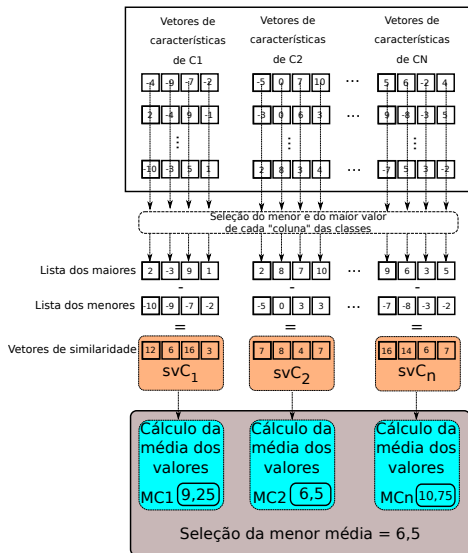 Vetores de
características
de C1
Vetores de
características
de C2
Vetores de
características
de CN
-4 -9 -7 -2
-5 0 7 10
...
5 6 -2 4
2 -4 9 -1
-3 0 6 3
...
9 -8 -3 5
...
...
...
-10 -3 5 1
2 8 3 4
-7 5 3 -2
Seleção do menor e do maior valor
de cada "coluna" das classes
Lista dos maiores
2 -3 9 1
2 8 7 10
...
9 6 3 5
- - -
Lista dos menores
-10 -9 -7 -2
-5 0 3 3
...
-7 -8 -3 -2
= = =
Vetores de similaridade
12 6 16 3
7 8 4 7
16 14 6 7
svC1
svC2
svCn
Cálculo da
média dos
valores
MC1 9,25
Cálculo da
média dos
valores
MC2 6,5
Cálculo da
média dos
valores
MCn 10,75
Seleção da menor média = 6,5